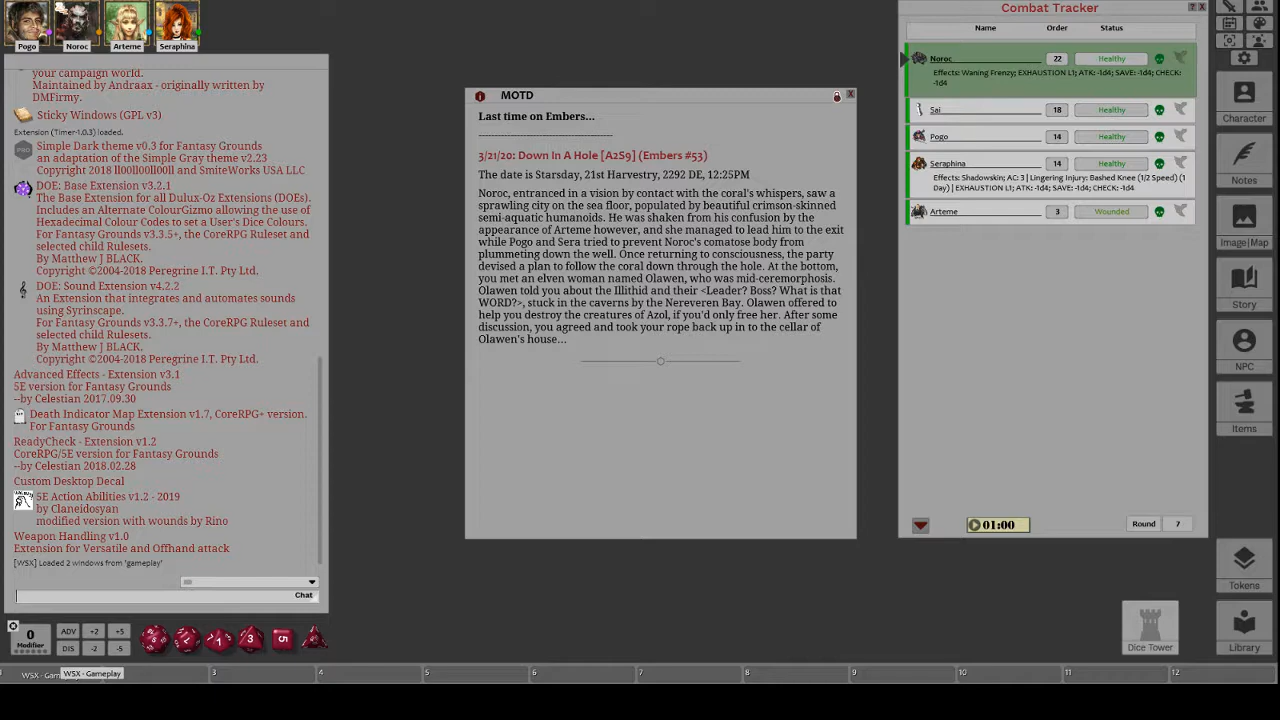 Pogo
Noroc
Arteme
Seraphina
your campaign world.
Maintained by Andraax - originally written by
DMFirmy.
Sticky Windows (GPL v3)
Extension (Timer-1.0.3) loaded.
Simple Dark theme v0.3 for Fantasy Grounds
an adaptation of the Simple Gray theme v2.23
Copyright 2018 ll00ll00ll00ll and SmiteWorks USA LLC
DOE: Base Extension v3.2.1
The Base Extension for all Dulux-Oz Extensions (DOEs).
Includes an Alternate ColourGizmo allowing the use of
Hexadecimal Colour Codes to set a User's Dice Colours.
For Fantasy Grounds v3.3.5+, the CoreRPG Ruleset and
selected child Rulesets.
By Matthew J BLACK.
Copyright ©2004-2018 Peregrine I.T. Pty Ltd.
DOE: Sound Extension v4.2.2
An Extension that integrates and automates sounds
using Syrinscape.
For Fantasy Grounds v3.3.7+, the CoreRPG Ruleset and
selected child Rulesets.
By Matthew J BLACK.
Copyright ©2004-2018 Peregrine I.T. Pty Ltd.
Advanced Effects - Extension v3.1
5E version for Fantasy Grounds
--by Celestian 2017.09.30
Death Indicator Map Extension v1.7, CoreRPG+ version.
For Fantasy Grounds
ReadyCheck - Extension v1.2
CoreRPG/5E version for Fantasy Grounds
--by Celestian 2018.02.28
Custom Desktop Decal
5E Action Abilities v1.2 - 2019
by Claneidosyan
modified version with wounds by Rino
Weapon Handling v1.0
Extension for Versatile and Offhand attack
[WSX] Loaded 2 windows from 'gameplay'
Chat
0
Modifier
ADV
+2
+5
DIS
-2
-5
MOTD
X
Last time on Embers...
----------------------------------------------
3/21/20: Down In A Hole [A2S9] (Embers #53)
The date is Starsday, 21st Harvestry, 2292 DE, 12:25PM
Noroc, entranced in a vision by contact with the coral's whispers, saw a
sprawling city on the sea floor, populated by beautiful crimson-skinned
semi-aquatic humanoids. He was shaken from his confusion by the
appearance of Arteme however, and she managed to lead him to the exit
while Pogo and Sera tried to prevent Noroc's comatose body from
plummeting down the well. Once returning to consciousness, the party
devised a plan to follow the coral down through the hole. At the bottom,
you met an elven woman named Olawen, who was mid-ceremorphosis.
Olawen told you about the Illithid and their <Leader? Boss? What is that
WORD?>, stuck in the caverns by the Nereveren Bay. Olawen offered to
help you destroy the creatures of Azol, if you'd only free her. After some
discussion, you agreed and took your rope back up in to the cellar of
Olawen's house...
Combat Tracker
? X
Name Order Status
Noroc 22 Healthy
Effects: Waning Frenzy; EXHAUSTION L1; ATK: -1d4; SAVE: -1d4; CHECK:
-1d4
Sai 18 Healthy
Pogo 14 Healthy
Seraphina 14 Healthy
Effects: Shadowskin; AC: 3 | Lingering Injury: Bashed Knee (1/2 Speed) (1
Day) | EXHAUSTION L1; ATK: -1d4; SAVE: -1d4; CHECK: -1d4
Arteme 3 Wounded
01:00
Round 7
Character
Notes
Image|Map
Story
NPC
Items
Tokens
Library
Dice Tower
WSX - Gameplay
3 4 5 6 7 8 9 10 11 12